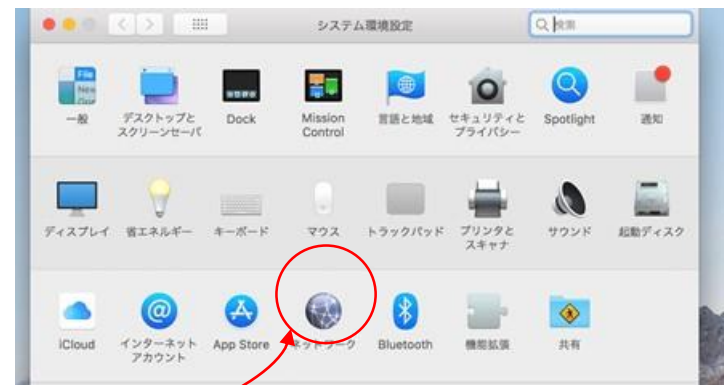 システム環境設定
検索
一般
デスクトップと
スクリーンセーバ
Dock
Mission
Control
言語と地域
セキュリティと
プライバシー
Spotlight
通知
ディスプレイ
省エネルギー
キーボード
マウス
トラックパッド
プリンタと
スキャナ
サウンド
起動ディスク
iCloud
インターネット
アカウント
App Store
ネットワーク
Bluetooth
機能拡張
共有